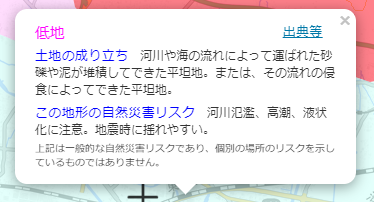 低地 出典等
土地の成り立ち 河川や海の流れによって運ばれた砂
礫や泥が堆積してできた平坦地。または、その流れの侵
食によってできた平坦地。
この地形の自然災害リスク 河川氾濫、高潮、液状
化に注意。地震時に揺れやすい。
上記は一般的な自然災害リスクであり、個別の場所のリスクを示し
ているものではありません。